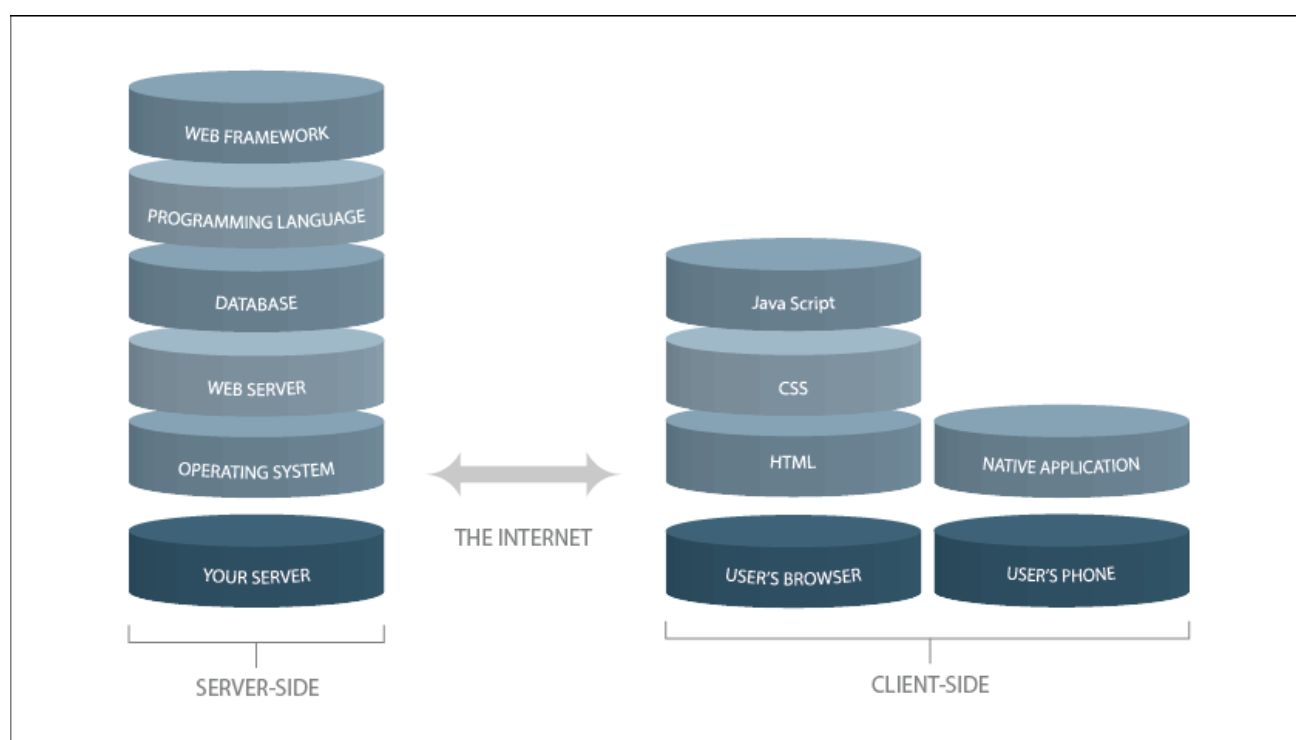 WEB FRAMEWORK
PROGRAMMING LANGUAGE
DATABASE
WEB SERVER
OPERATING SYSTEM
YOUR SERVER
SERVER-SIDE
THE INTERNET
Java Script
CSS
HTML
USER'S BROWSER
NATIVE APPLICATION
USER'S PHONE
CLIENT-SIDE